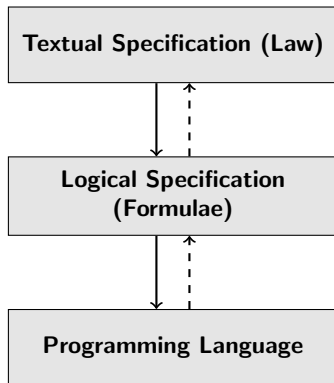 Textual Specification (Law)
Logical Specification
(Formulae)
Programming Language